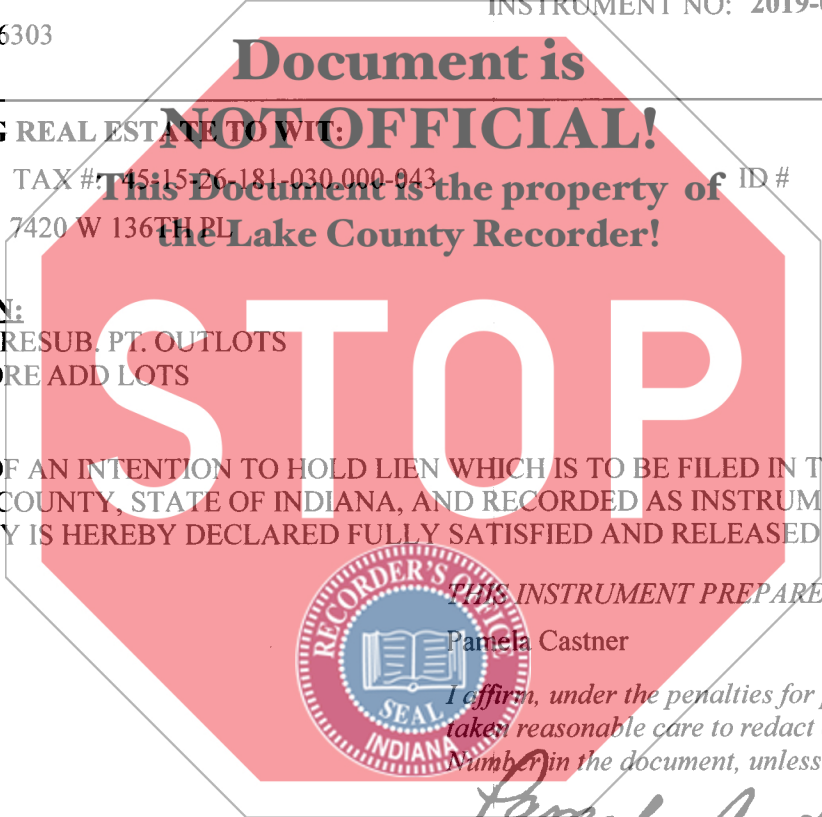 INSTRUMENT NO: 2019-0
6303
Document is
NOT OFFICIAL!
G REAL ESTATE TO WIT:
TAX #: 45-15-26-181-030.000-043 ID #
This Document is the property of
the Lake County Recorder!
7420 W 136TH PL
N:
RESUB. PT. OUTLOTS
RE ADD LOTS
STOP
OF AN INTENTION TO HOLD LIEN WHICH IS TO BE FILED IN T
COUNTY, STATE OF INDIANA, AND RECORDED AS INSTRUM
Y IS HEREBY DECLARED FULLY SATISFIED AND RELEASED
RECORDER'S OFFICE
SEAL
INDIANA
THIS INSTRUMENT PREPARE
Pamela Castner
I affirm, under the penalties for
taken reasonable care to redact
Number in the document, unless